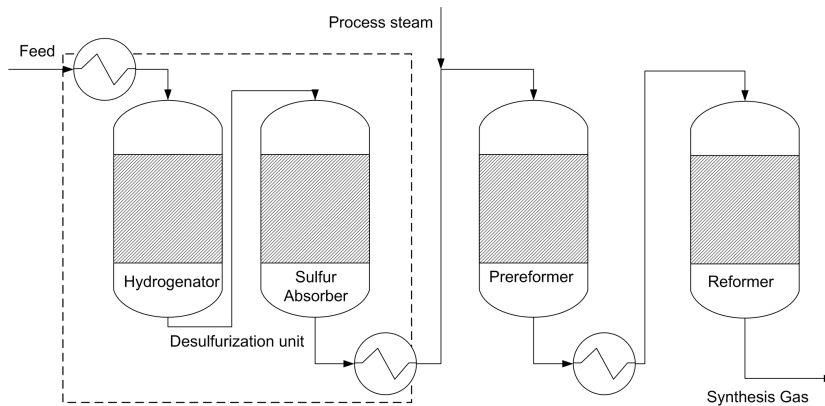 Process steam
Feed
Hydrogenator
Sulfur
Absorber
Prereformer
Reformer
Desulfurization unit
Synthesis Gas